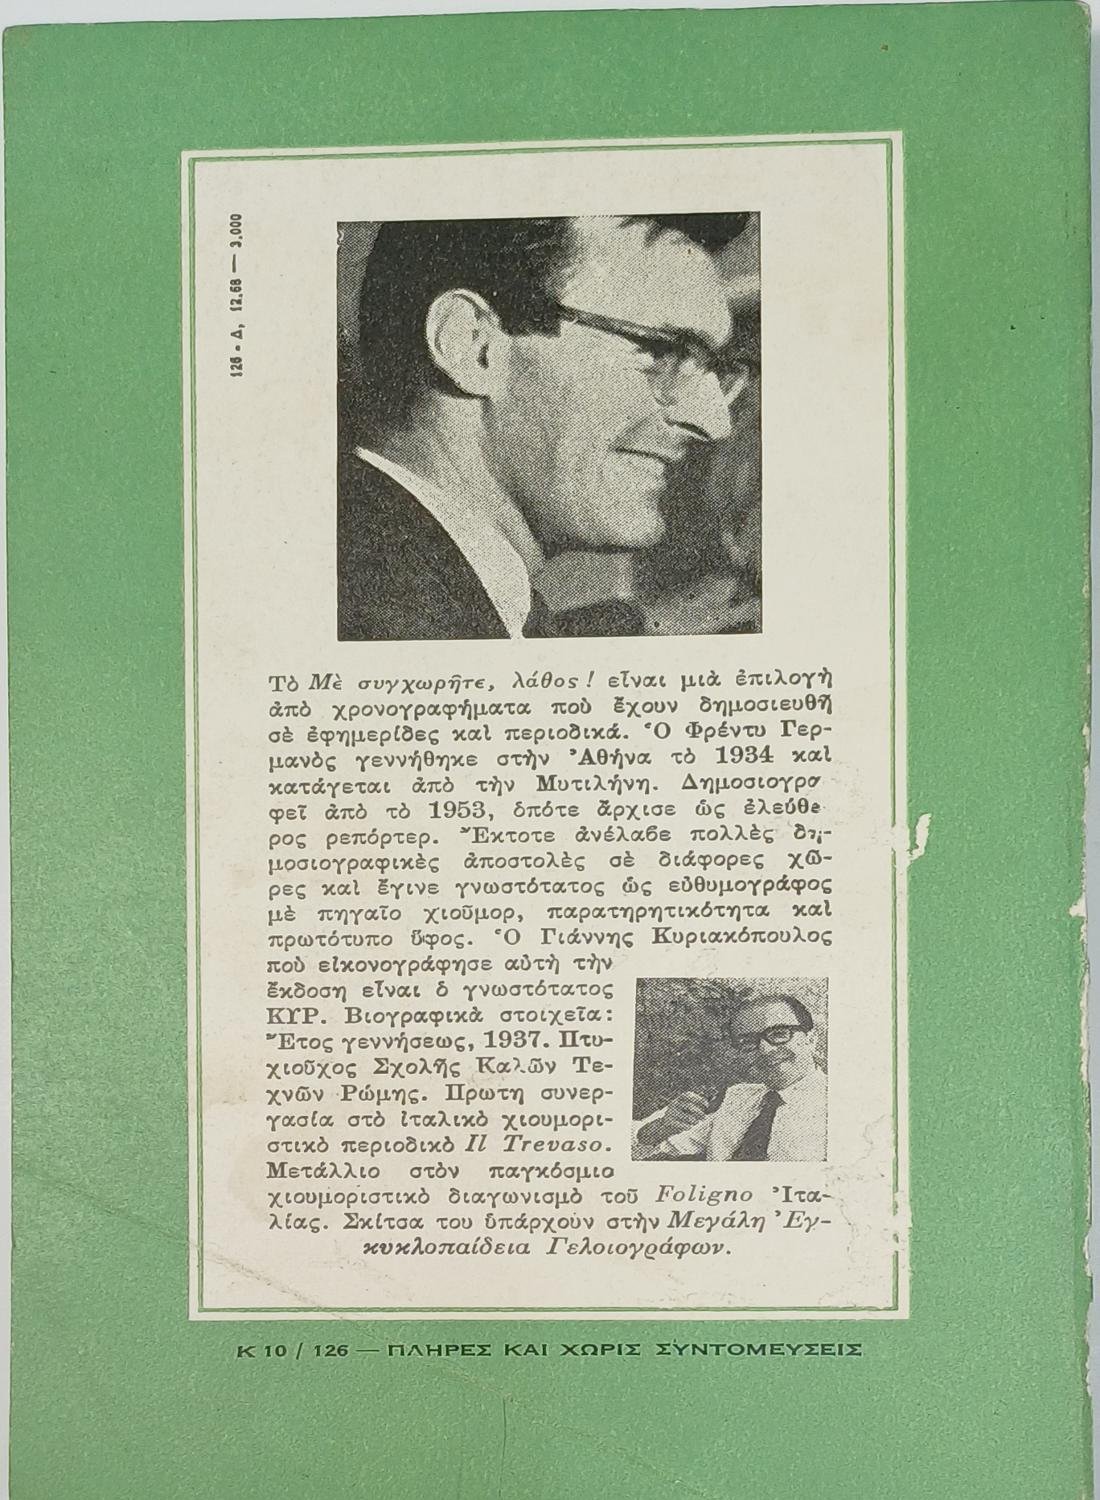 126 - Δ, 12.68 — 3.000
Τὸ Μὲ συγχωρῆτε, λάθος! εἶναι μιὰ ἐπιλογὴ
ἀπὸ χρονογραφήματα ποὺ ἔχουν δημοσιευθῆ
σὲ ἐφημερίδες καὶ περιοδικά. Ὁ Φρέντυ Γερ-
μανὸς γεννήθηκε στὴν Ἀθήνα τὸ 1934 καὶ
κατάγεται ἀπὸ τὴν Μυτιλήνη. Δημοσιογρα
φεῖ ἀπὸ τὸ 1953, ὁπότε ἄρχισε ὡς ἐλεύθε
ρος ρεπόρτερ. Ἔκτοτε ἀνέλαβε πολλὲς δη-
μοσιογραφικὲς ἀποστολὲς σὲ διάφορες χῶ-
ρες καὶ ἔγινε γνωστότατος ὡς εὐθυμογράφος
μὲ πηγαῖο χιοῦμορ, παρατηρητικότητα καὶ
πρωτότυπο ὕφος. Ὁ Γιάννης Κυριακόπουλος
ποὺ εἰκονογράφησε αὐτὴ τὴν
ἔκδοση εἶναι ὁ γνωστότατος
ΚΥΡ. Βιογραφικὰ στοιχεῖα:
Ἔτος γεννήσεως, 1937. Πτυ-
χιοῦχος Σχολῆς Καλῶν Τε-
χνῶν Ρώμης. Πρωτη συνερ-
γασία στὸ ἰταλικὸ χιουμορι-
στικὸ περιοδικὸ Il Trevaso.
Μετάλλιο στὸν παγκόσμιο
χιουμοριστικὸ διαγωνισμὸ τοῦ Foligno Ἰτα-
λίας. Σκίτσα του ὑπάρχουν στὴν Μεγάλη Ἐγ-
κυκλοπαίδεια Γελοιογράφων.
Κ 10 / 126 — ΠΛΗΡΕΣ ΚΑΙ ΧΩΡΙΣ ΣΥΝΤΟΜΕΥΣΕΙΣ